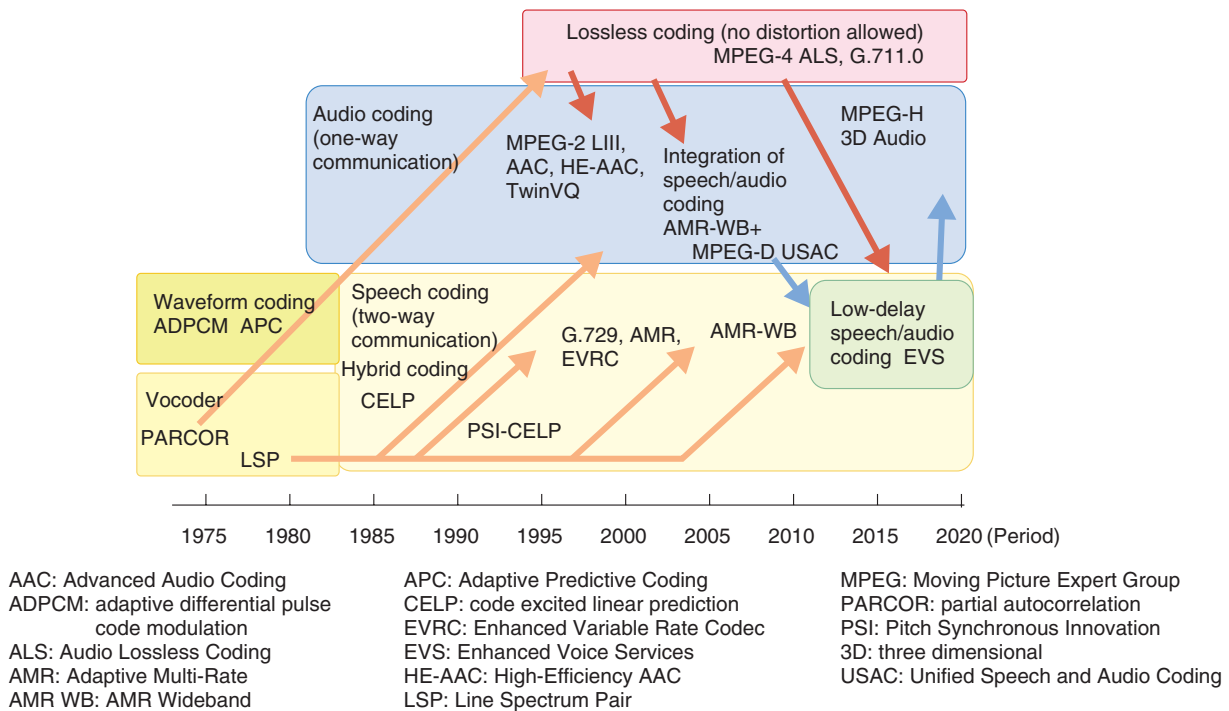 Lossless coding (no distortion allowed)
MPEG-4 ALS, G.711.0
Audio coding
(one-way
communication)
MPEG-2 LIII,
AAC, HE-AAC,
TwinVQ
Integration of
speech/audio
coding
AMR-WB+
MPEG-D USAC
MPEG-H
3D Audio
Waveform coding
ADPCM APC
Speech coding
(two-way
communication)
Hybrid coding
CELP
G.729, AMR,
EVRC
AMR-WB
Low-delay
speech/audio
coding EVS
Vocoder
PARCOR
LSP
PSI-CELP
1975 1980 1985 1990 1995 2000 2005 2010 2015 2020 (Period)
AAC: Advanced Audio Coding
ADPCM: adaptive differential pulse
code modulation
ALS: Audio Lossless Coding
AMR: Adaptive Multi-Rate
AMR WB: AMR Wideband
APC: Adaptive Predictive Coding
CELP: code excited linear prediction
EVRC: Enhanced Variable Rate Codec
EVS: Enhanced Voice Services
HE-AAC: High-Efficiency AAC
LSP: Line Spectrum Pair
MPEG: Moving Picture Expert Group
PARCOR: partial autocorrelation
PSI: Pitch Synchronous Innovation
3D: three dimensional
USAC: Unified Speech and Audio Coding